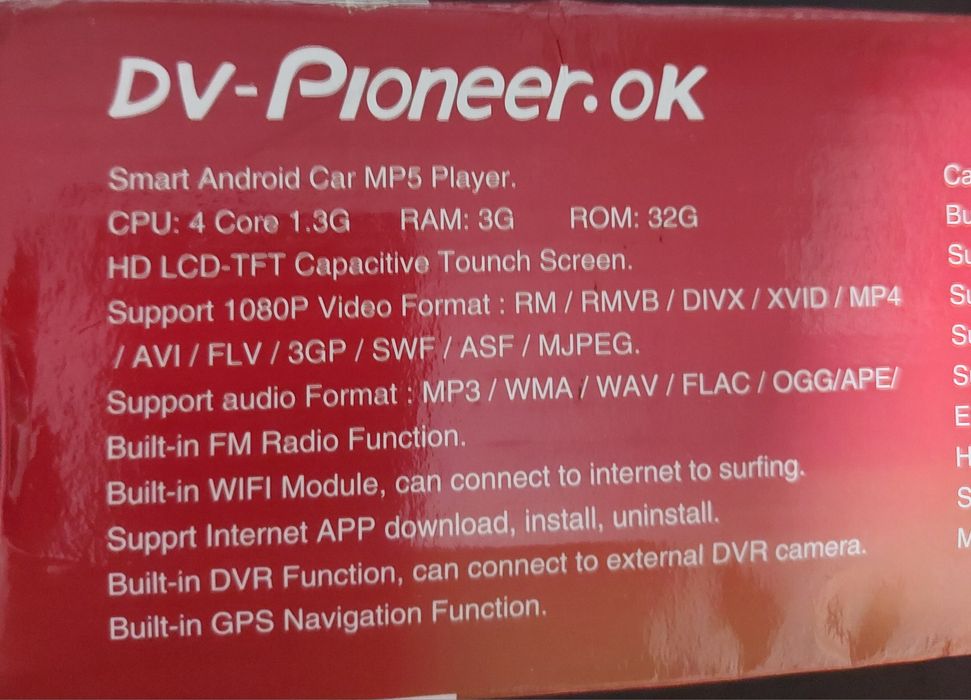 DV-Pioneer.OK
Smart Android Car MP5 Player.
CPU: 4 Core 1.3G RAM: 3G ROM: 32G
HD LCD-TFT Capacitive Tounch Screen.
Support 1080P Video Format : RM / RMVB / DIVX / XVID / MP4
/ AVI / FLV / 3GP / SWF / ASF / MJPEG.
Support audio Format : MP3 / WMA / WAV / FLAC / OGG/APE/
Built-in FM Radio Function.
Built-in WIFI Module, can connect to internet to surfing.
Supprt Internet APP download, install, uninstall.
Built-in DVR Function, can connect to external DVR camera.
Built-in GPS Navigation Function.